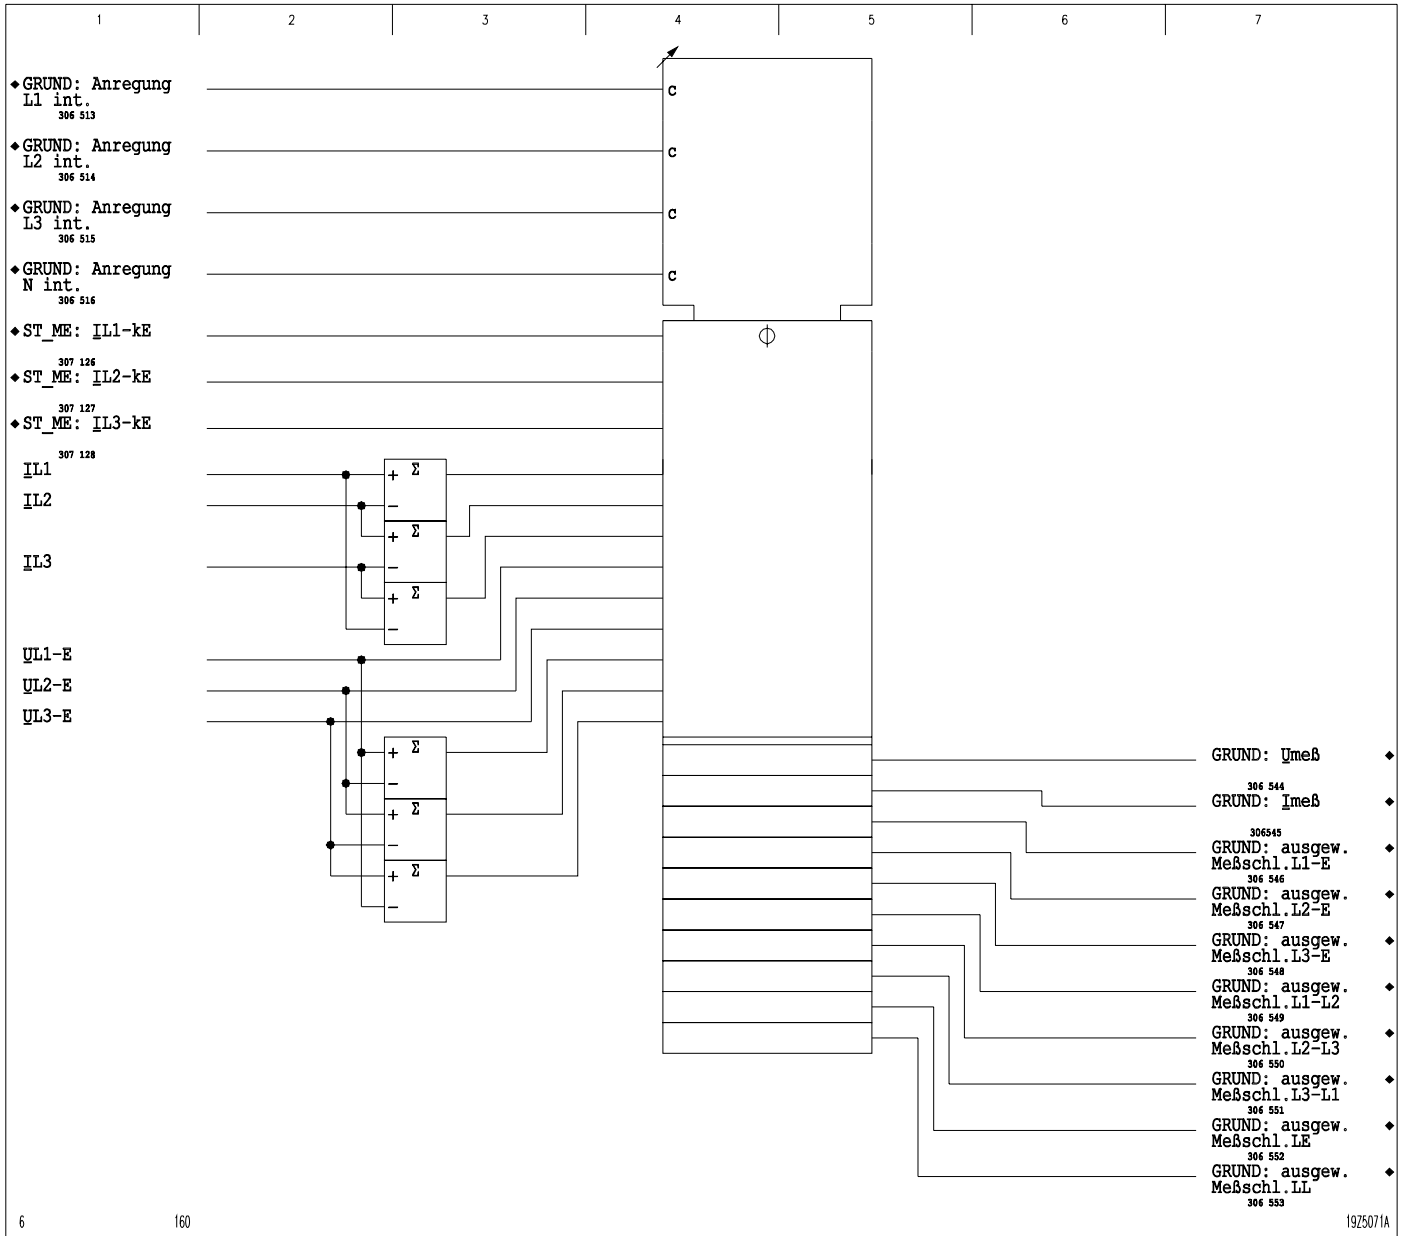 1 2 3 4 5 6 7
GRUND: Anregung
L1 int.
306 513
C
GRUND: Anregung
L2 int.
306 514
C
GRUND: Anregung
L3 int.
306 515
C
GRUND: Anregung
N int.
306 516
C
ST_ME: IL1-kE
307 126
ST_ME: IL2-kE
307 127
ST_ME: IL3-kE
307 128
IL1
IL2
IL3
+ Σ
−
+ Σ
−
+ Σ
−
UL1-E
UL2-E
UL3-E
+ Σ
−
+ Σ
−
+ Σ
−
GRUND: Umeß
306 544
GRUND: Imeß
306545
GRUND: ausgew.
Meßschl.L1-E
306 546
GRUND: ausgew.
Meßschl.L2-E
306 547
GRUND: ausgew.
Meßschl.L3-E
306 548
GRUND: ausgew.
Meßschl.L1-L2
306 549
GRUND: ausgew.
Meßschl.L2-L3
306 550
GRUND: ausgew.
Meßschl.L3-L1
306 551
GRUND: ausgew.
Meßschl.LE
306 552
GRUND: ausgew.
Meßschl.LL
306 553
6 160 19Z5071A